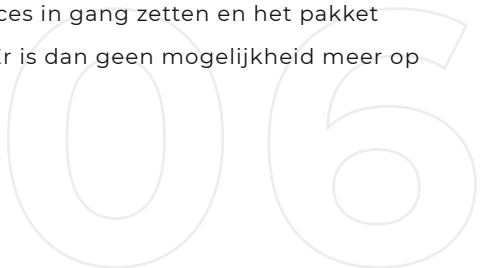 ces in gang zetten en het pakket
r is dan geen mogelijkheid meer op
06